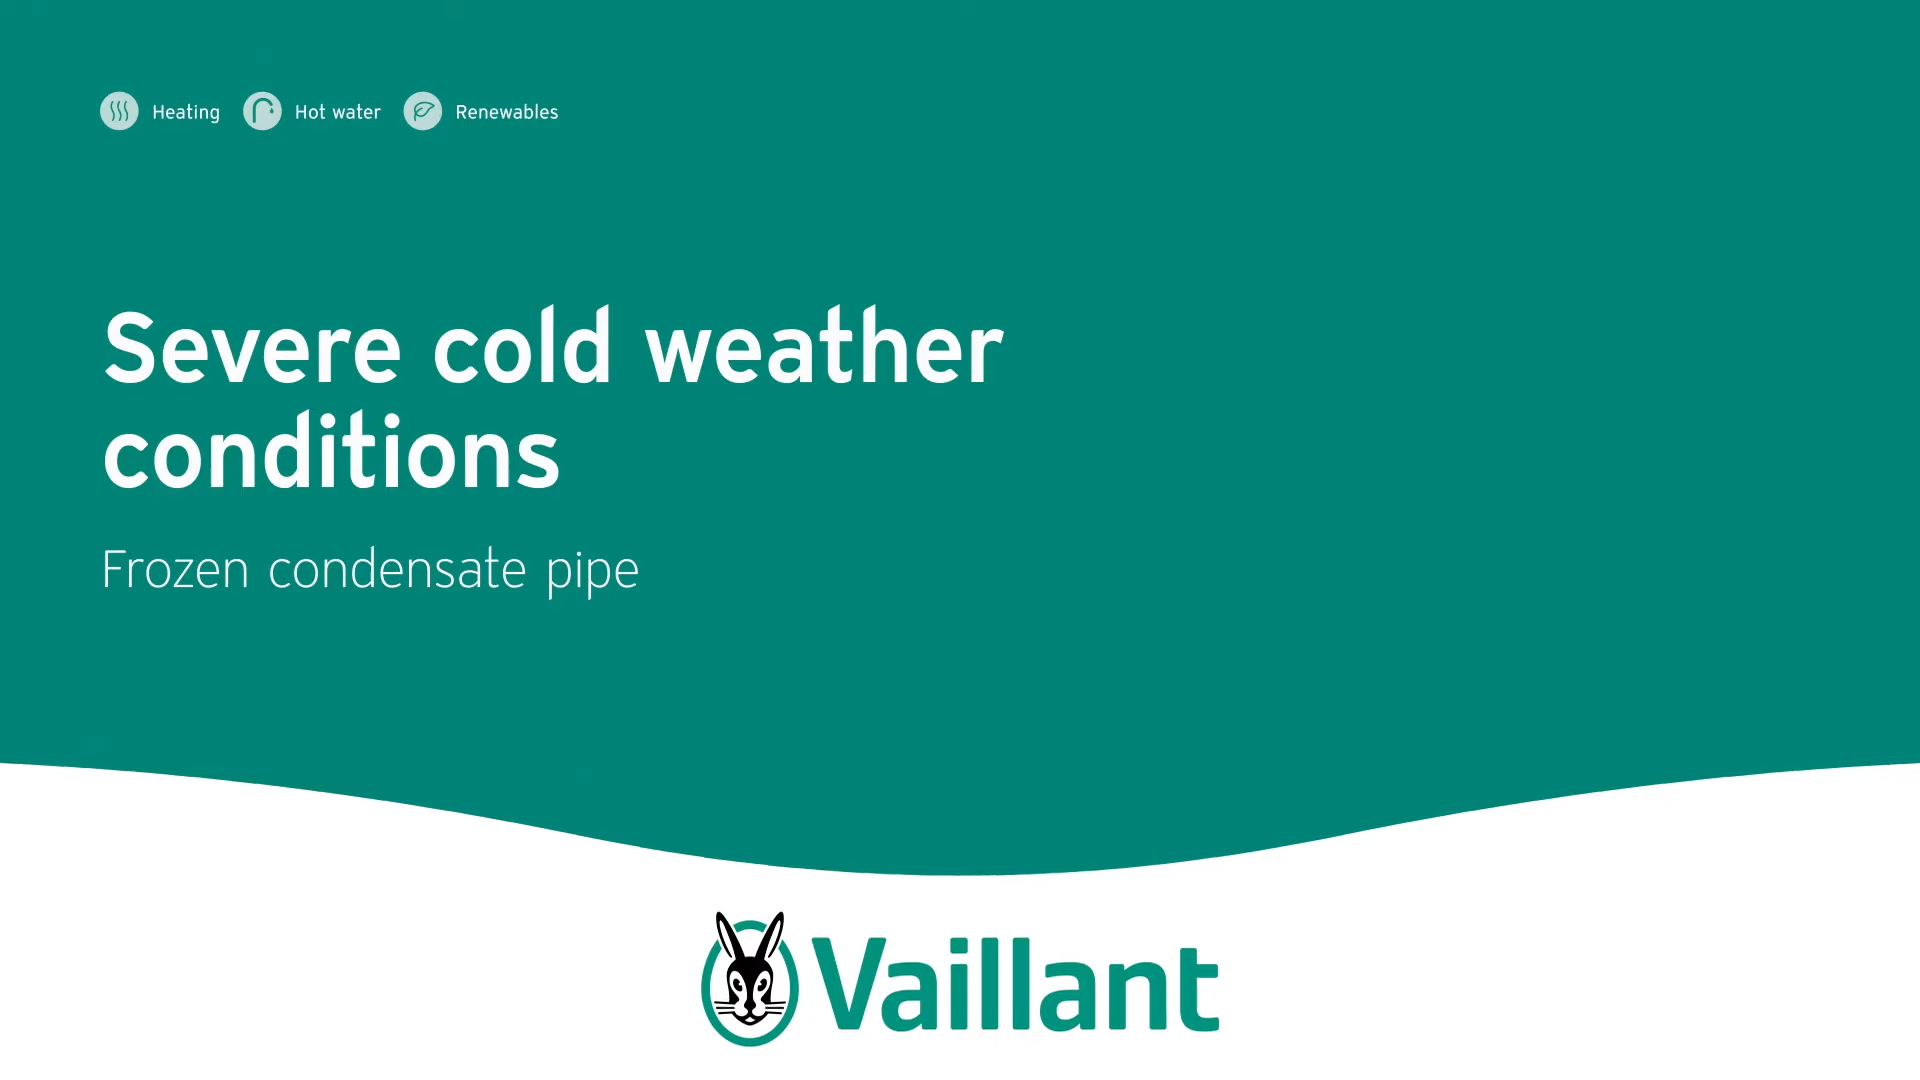 Heating Hot water Renewables
Severe cold weather
conditions
Frozen condensate pipe
Vaillant